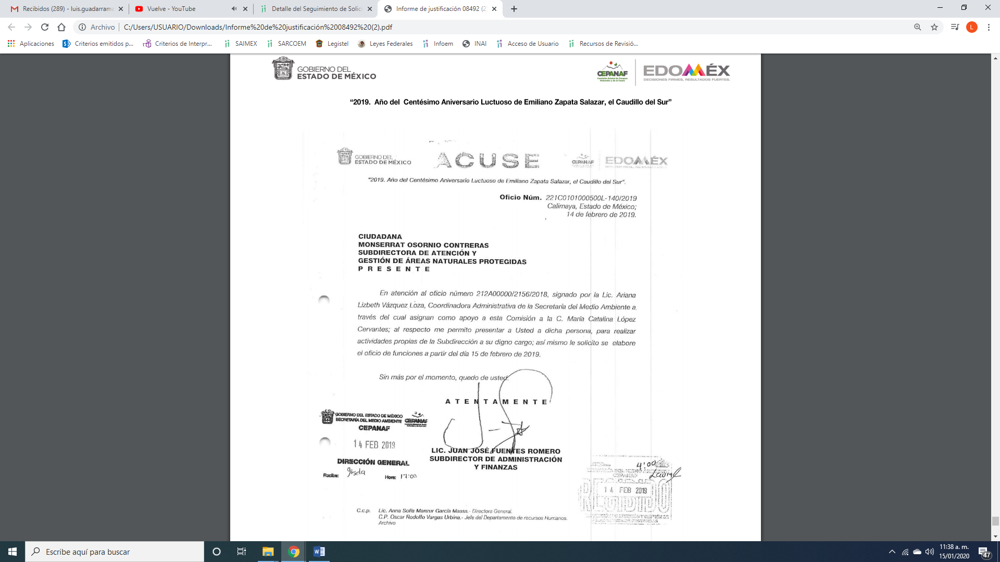 Recibidos (289) - luis.guadarrama
Vuelve - YouTube
Detalle del Seguimiento de Solici
Informe de justificación 08492 (2
Archivo
C:/Users/USUARIO/Downloads/Informe%20de%20justificación%2008492%20(2).pdf
L
Aplicaciones
Criterios emitidos p...
Criterios de Interpr...
SAIMEX
SARCOEM
Legistel
Leyes Federales
Infoem
INAI
Acceso de Usuario
Recursos de Revisió...
GOBIERNO DEL
ESTADO DE MÉXICO
CEPANAF
Comisión Estatal de Parques
Naturales y de la Fauna
EDOMÉX
DECISIONES FIRMES, RESULTADOS FUERTES.
“2019. Año del Centésimo Aniversario Luctuoso de Emiliano Zapata Salazar, el Caudillo del Sur”
GOBIERNO DEL
ESTADO DE MÉXICO
ACUSE
CEPANAF
EDOMÉX
"2019. Año del Centésimo Aniversario Luctuoso de Emiliano Zapata Salazar, el Caudillo del Sur".
Oficio Núm. 221C0101000500L-140/2019
Calimaya, Estado de México;
14 de febrero de 2019.
CIUDADANA
MONSERRAT OSORNIO CONTRERAS
SUBDIRECTORA DE ATENCIÓN Y
GESTIÓN DE ÁREAS NATURALES PROTEGIDAS
P R E S E N T E
En atención al oficio número 212A00000/2156/2018, signado por la Lic. Ariana
Lizbeth Vázquez Loza, Coordinadora Administrativa de la Secretaría del Medio Ambiente a
través del cual asignan como apoyo a esta Comisión a la C. María Catalina López
Cervantes; al respecto me permito presentar a Usted a dicha persona, para realizar
actividades propias de la Subdirección a su digno cargo; así mismo le solicito se elabore
el oficio de funciones a partir del día 15 de febrero de 2019.
Sin más por el momento, quedo de usted.
A T E N T A M E N T E
GOBIERNO DEL ESTADO DE MÉXICO
SECRETARÍA DEL MEDIO AMBIENTE
CEPANAF
CEPANAF
14 FEB 2019
DIRECCIÓN GENERAL
Recibe: Gisela
Hora: 17:00
LIC. JUAN JOSÉ FUENTES ROMERO
SUBDIRECTOR DE ADMINISTRACIÓN
Y FINANZAS
4:00
CEPANAF
Laura
RECIBIDO
14 FEB 2019
C.c.p. Lic. Anna Sofía Manzur García Maass.- Directora General.
C.P. Oscar Rodolfo Vargas Urbina.- Jefe del Departamento de recursos Humanos.
Archivo
Escribe aquí para buscar
11:38 a. m.
15/01/2020
47